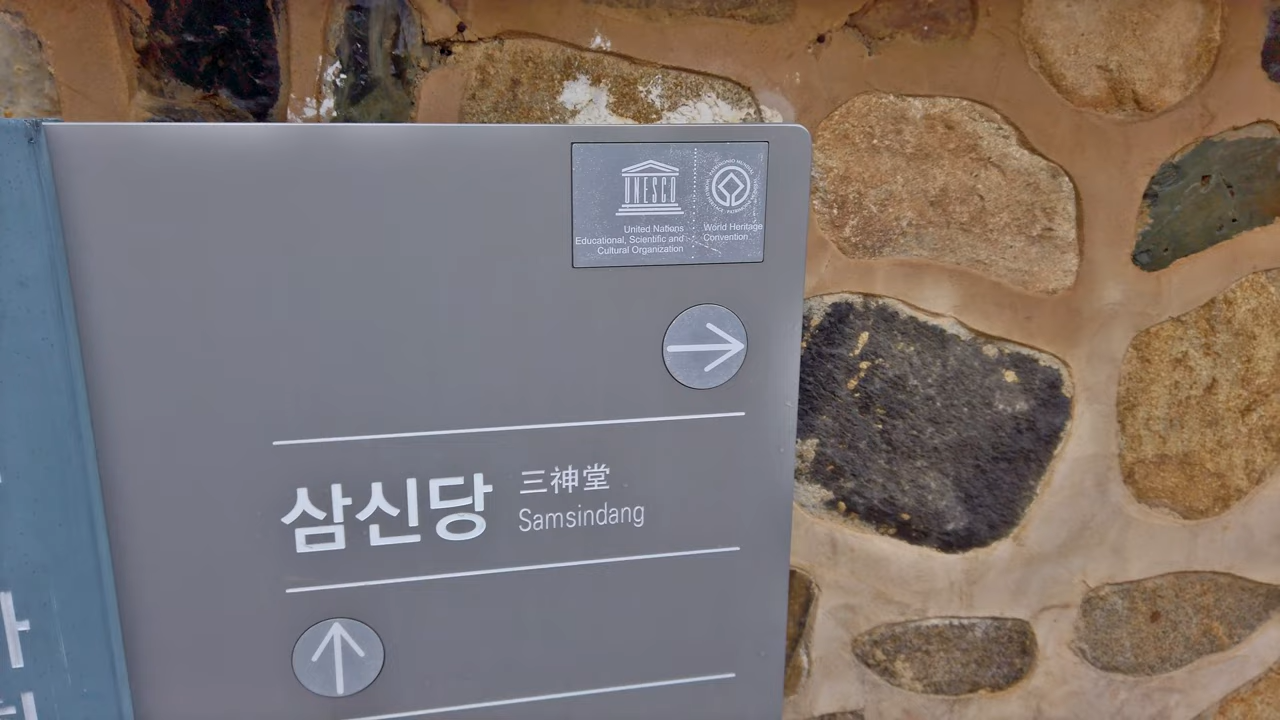 UNESCO
United Nations
Educational, Scientific and
Cultural Organization
World Heritage
Convention
삼신당
三神堂
Samsindang